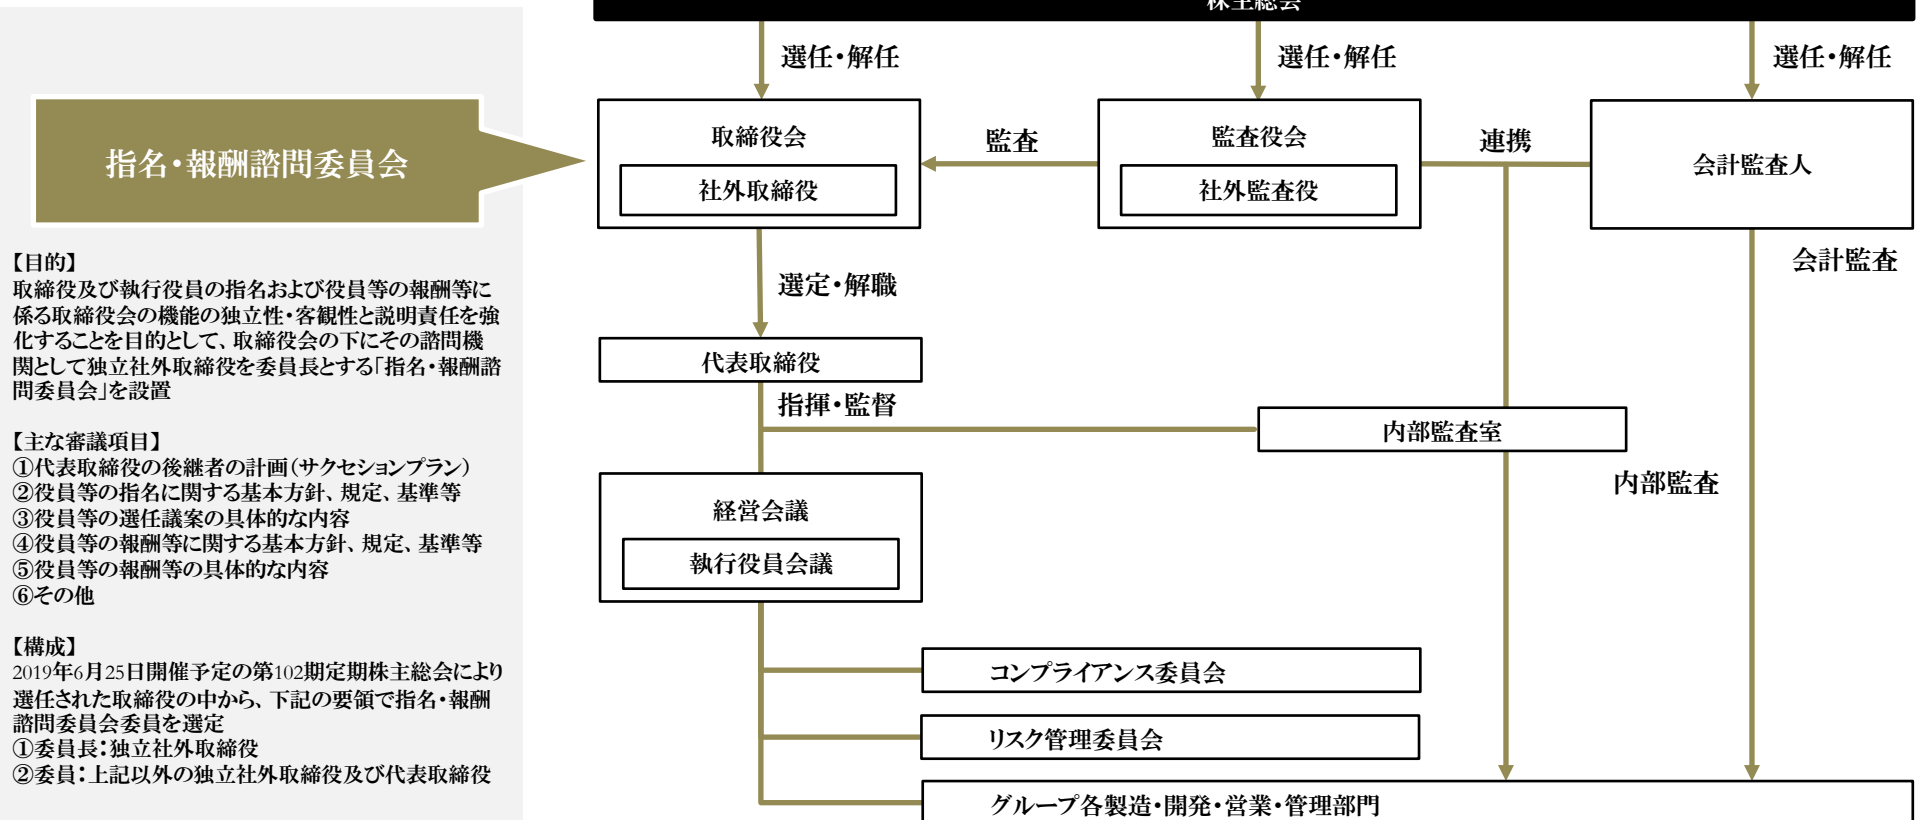 株主総会
選任・解任
選任・解任
選任・解任
指名・報酬諮問委員会
取締役会
社外取締役
監査
監査役会
社外監査役
連携
会計監査人
会計監査
選定・解職
代表取締役
指揮・監督
内部監査室
内部監査
経営会議
執行役員会議
コンプライアンス委員会
リスク管理委員会
グループ各製造・開発・営業・管理部門
【目的】
取締役及び執行役員の指名および役員等の報酬等に
係る取締役会の機能の独立性・客観性と説明責任を強
化することを目的として、取締役会の下にその諮問機
関として独立社外取締役を委員長とする「指名・報酬諮
問委員会」を設置
【主な審議項目】
①代表取締役の後継者の計画（サクセションプラン）
②役員等の指名に関する基本方針、規定、基準等
③役員等の選任議案の具体的な内容
④役員等の報酬等に関する基本方針、規定、基準等
⑤役員等の報酬等の具体的な内容
⑥その他
【構成】
2019年6月25日開催予定の第102期定期株主総会により
選任された取締役の中から、下記の要領で指名・報酬
諮問委員会委員を選定
①委員長：独立社外取締役
②委員：上記以外の独立社外取締役及び代表取締役